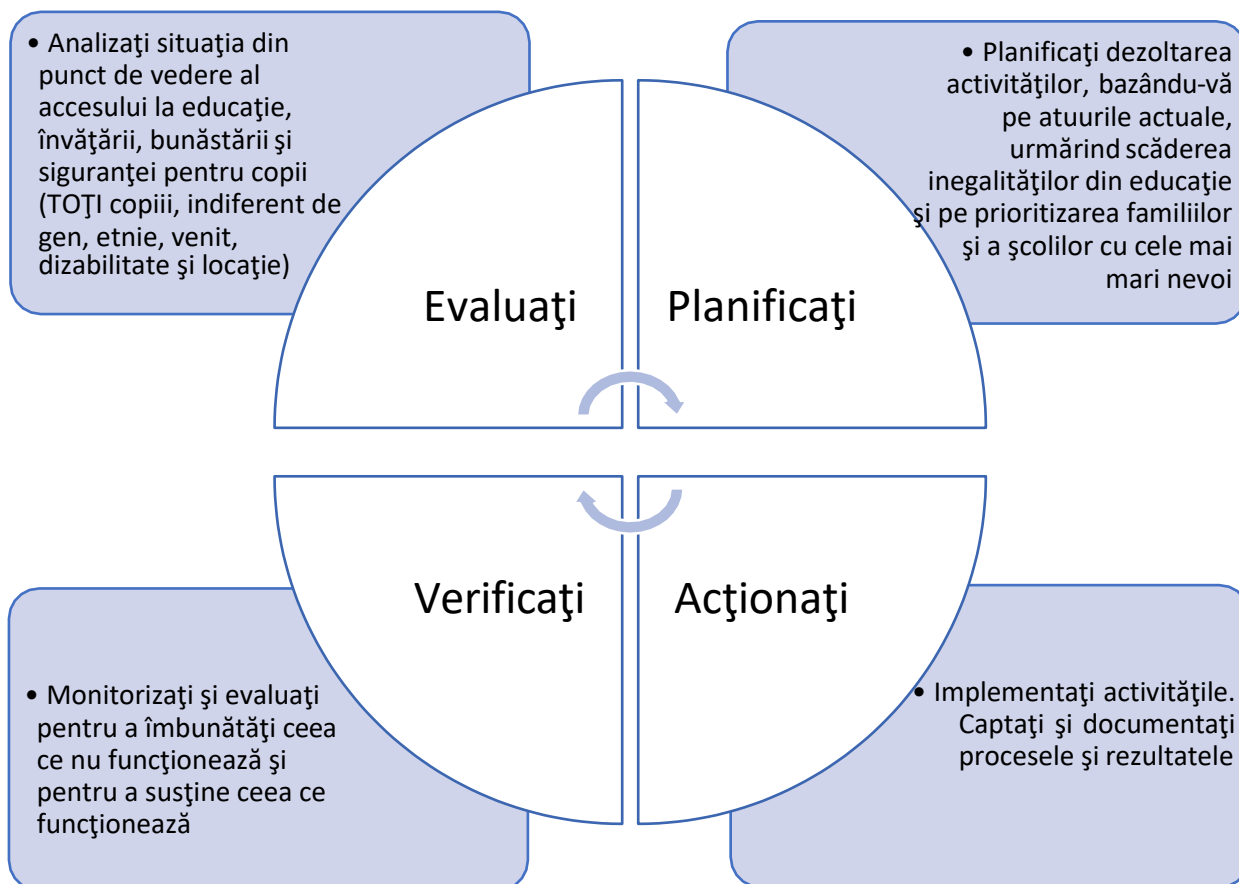 • Analizaţi situaţia din
punct de vedere al
accesului la educaţie,
învăţării, bunăstării şi
siguranţei pentru copii
(TOŢI copiii, indiferent de
gen, etnie, venit,
dizabilitate şi locaţie)
• Planificaţi dezoltarea
activităţilor, bazându-vă
pe atuurile actuale,
urmărind scăderea
inegalităţilor din educaţie
şi pe prioritizarea familiilor
şi a şcolilor cu cele mai
mari nevoi
Evaluaţi
Planificaţi
Verificaţi
Acţionaţi
• Monitorizaţi şi evaluaţi
pentru a îmbunătăţi ceea
ce nu funcţionează şi
pentru a susţine ceea ce
funcţionează
• Implementaţi activităţile.
Captaţi şi documentaţi
procesele şi rezultatele